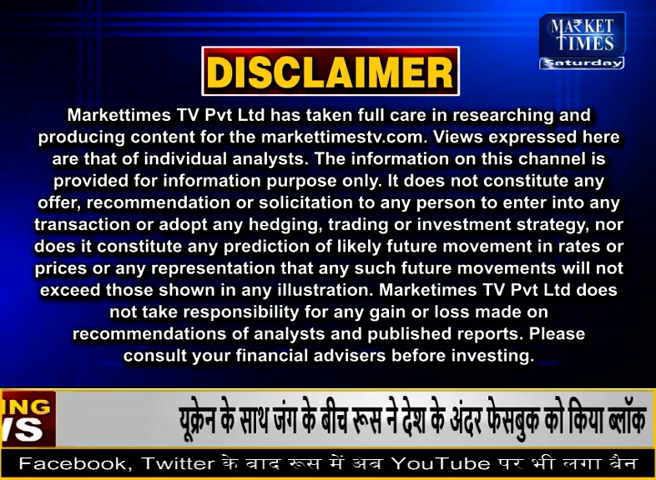 MARKET
TIMES
Saturday
DISCLAIMER
Markettimes TV Pvt Ltd has taken full care in researching and
producing content for the markettimestv.com. Views expressed here
are that of individual analysts. The information on this channel is
provided for information purpose only. It does not constitute any
offer, recommendation or solicitation to any person to enter into any
transaction or adopt any hedging, trading or investment strategy, nor
does it constitute any prediction of likely future movement in rates or
prices or any representation that any such future movements will not
exceed those shown in any illustration. Marketimes TV Pvt Ltd does
not take responsibility for any gain or loss made on
recommendations of analysts and published reports. Please
consult your financial advisers before investing.
ING
WS
यूक्रेन के साथ जंग के बीच रूस ने देश के अंदर फेसबुक को किया ब्लॉक
Facebook, Twitter के बाद रूस में अब YouTube पर भी लगा बैन